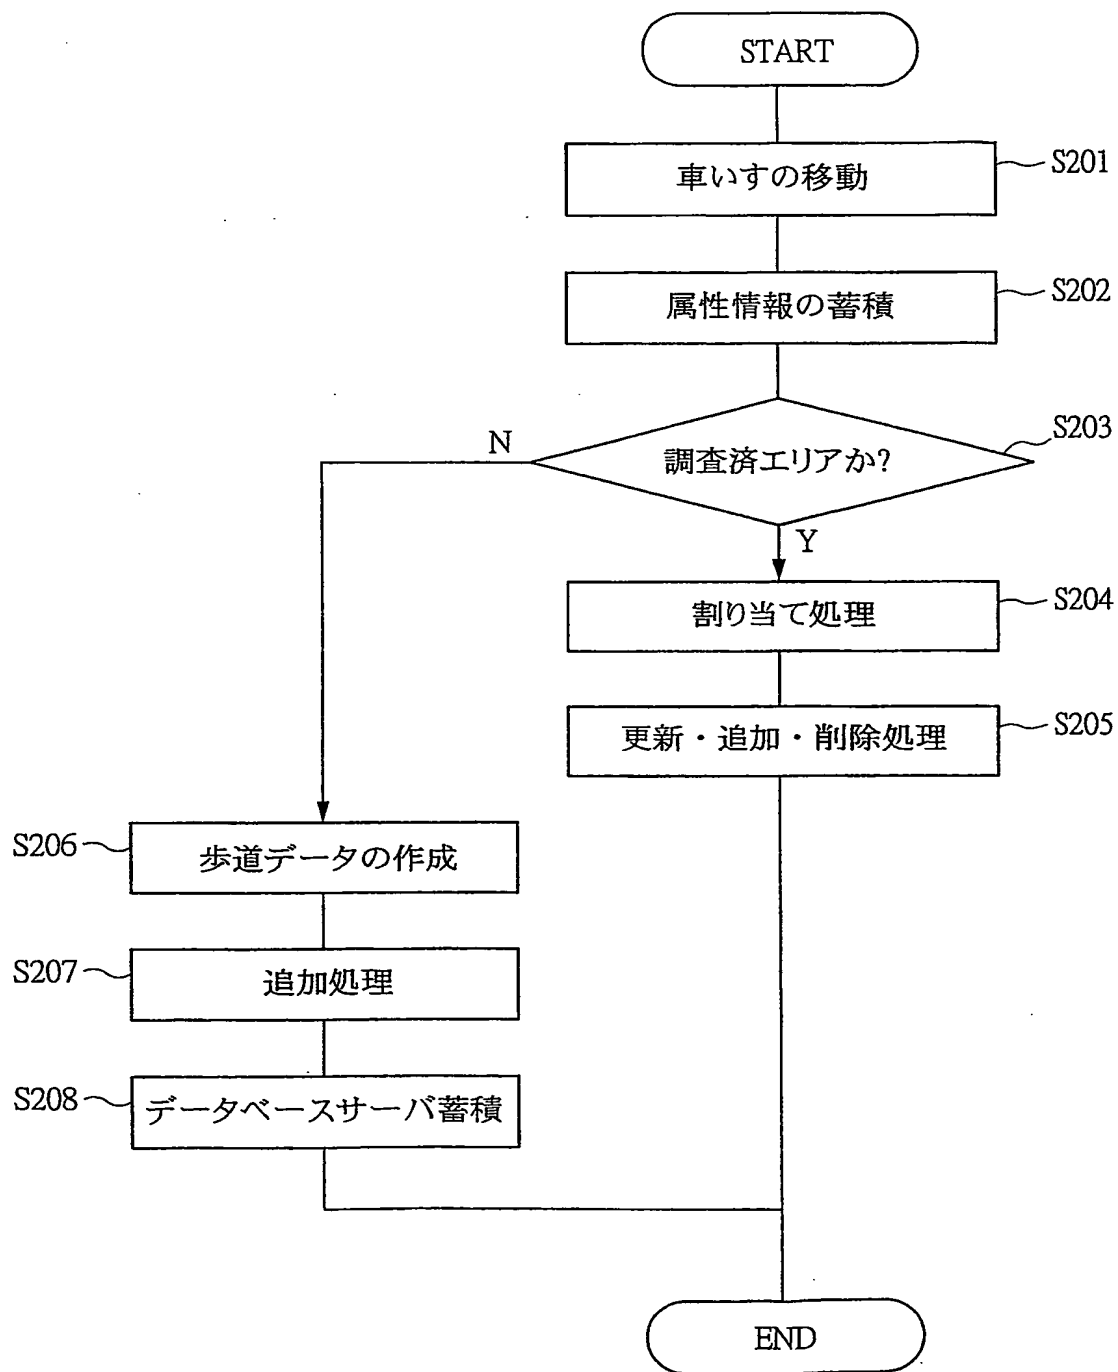 START
車いすの移動
S201
属性情報の蓄積
S202
調査済エリアか?
S203
N
Y
割り当て処理
S204
更新・追加・削除処理
S205
S206
歩道データの作成
S207
追加処理
S208
データベースサーバ蓄積
END